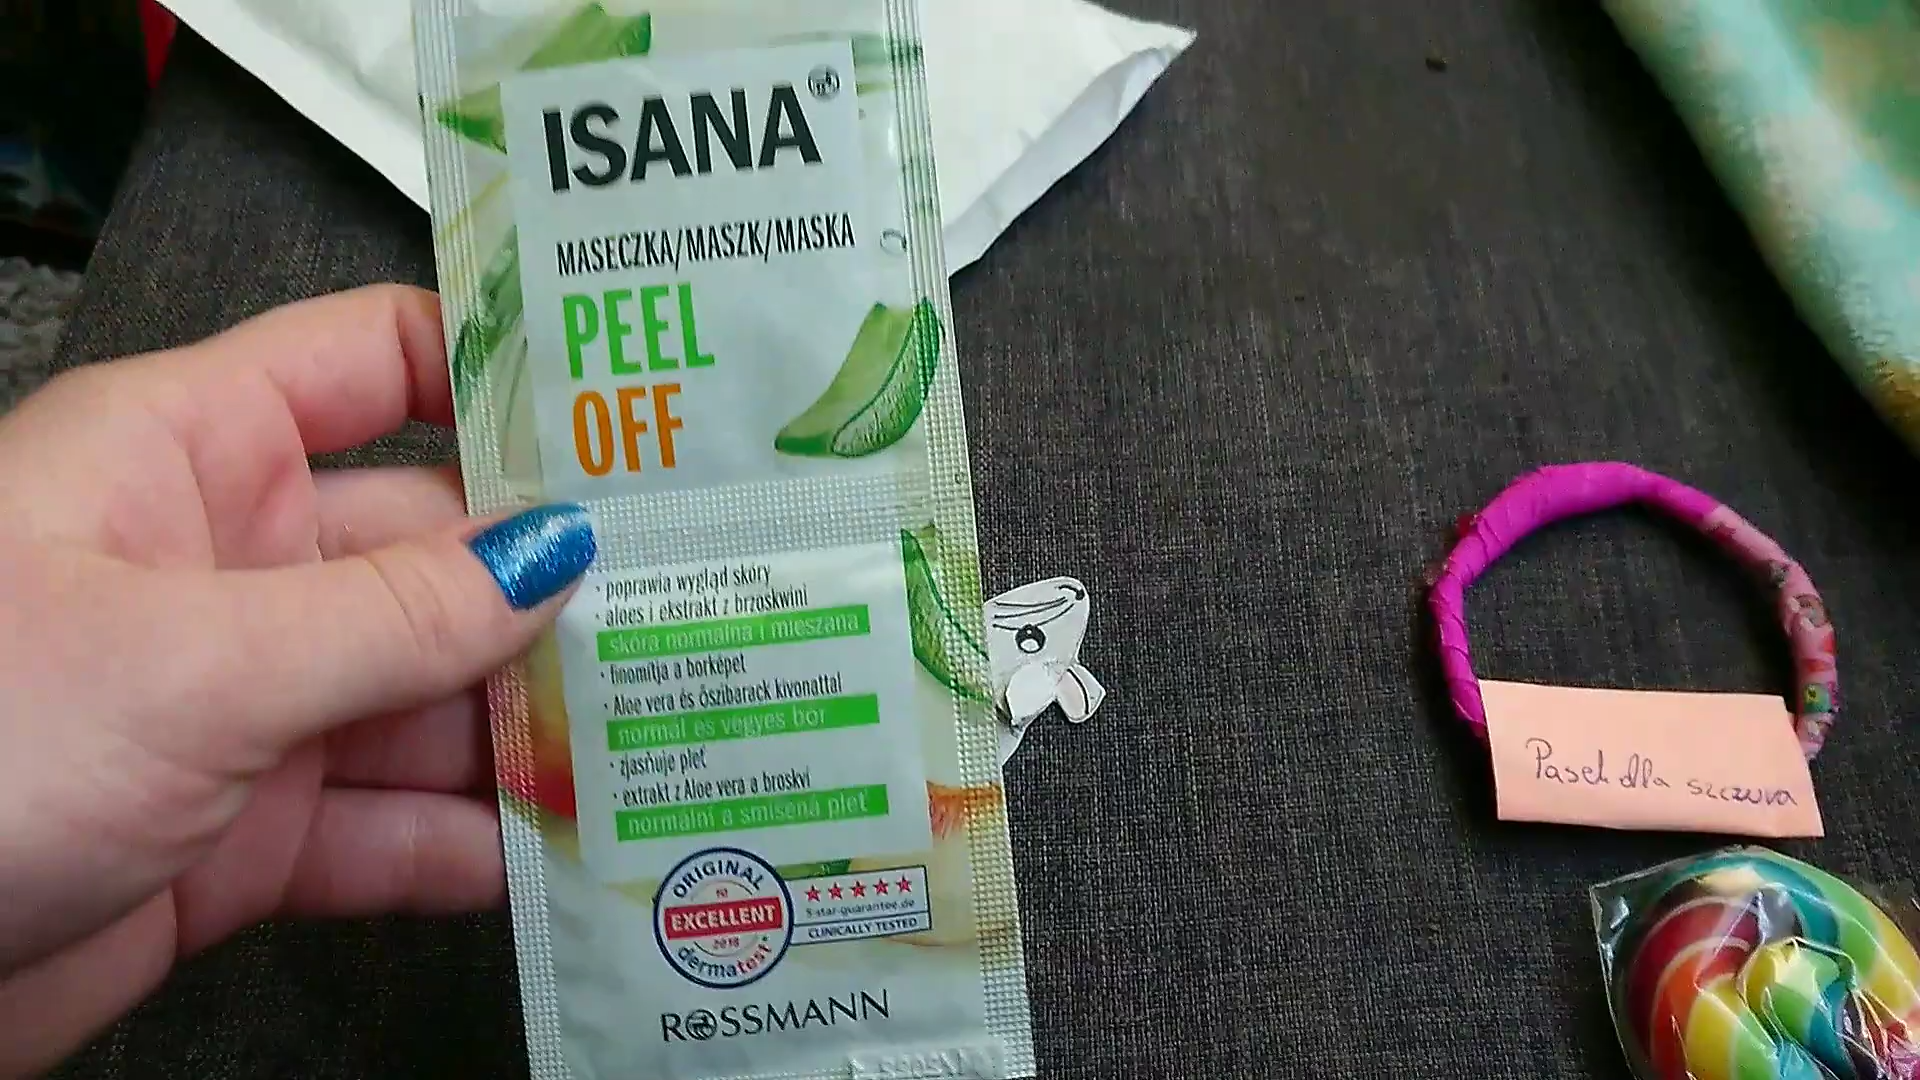 ISANA
MASECZKA/MASZK/MASKA
PEEL
OFF
• poprawia wygląd skóry
• aloes i ekstrakt z brzoskwini
skóra normalna i mieszana
• finomítja a bőrképet
• Aloe vera és őszibarack kivonattal
normál és vegyes bőr
• zjasňuje pleť
• extrakt z Aloe vera a broskví
normální a smíšená pleť
ORIGINAL
EXCELLENT
2018
dermatest
5-star-guarantee.de
CLINICALLY TESTED
ROSSMANN
Pasek dla szczura